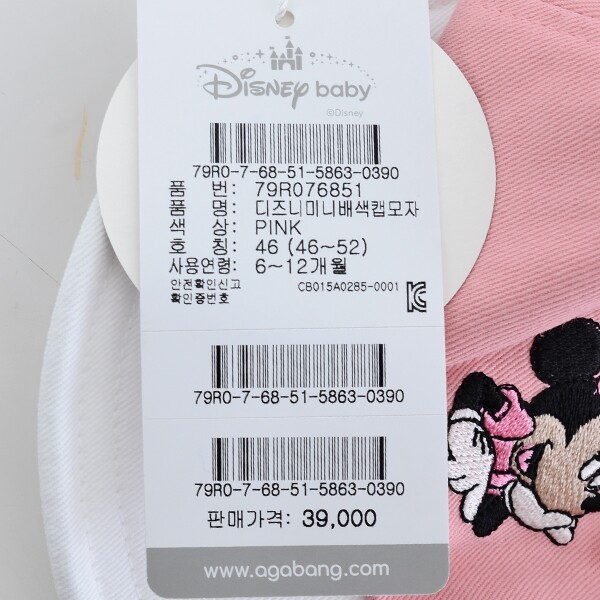 Disney baby
©Disney
79R0-7-68-51-5863-0390
품 번: 79R076851
품 명: 디즈니미니배색캡모자
색 상: PINK
호 칭: 46 (46~52)
사용연령: 6~12개월
안전확인신고
확인증번호 CB015A0285-0001
79R0-7-68-51-5863-0390
79R0-7-68-51-5863-0390
판매가격: 39,000
www.agabang.com